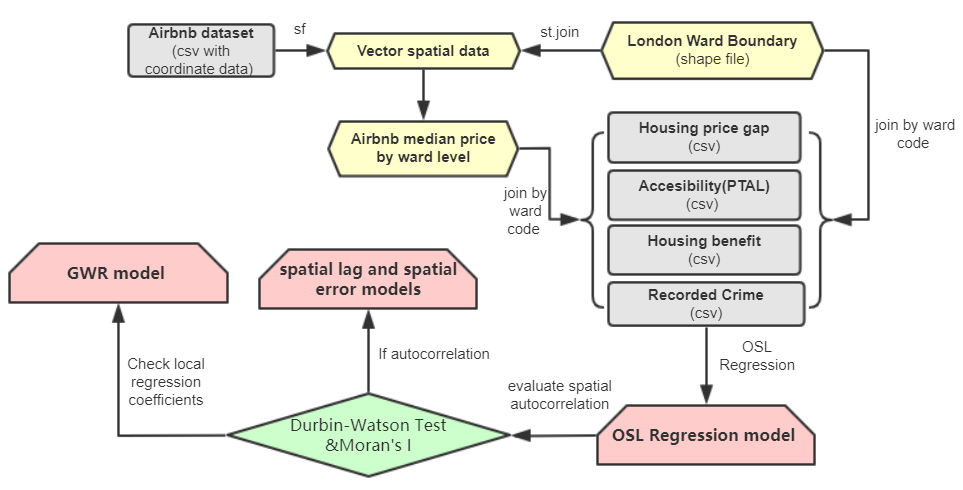 Airbnb dataset
(csv with
coordinate data)
sf
Vector spatial data
st.join
London Ward Boundary
(shape file)
join by ward
code
Airbnb median price
by ward level
join by
ward
code
Housing price gap
(csv)
Accesibility(PTAL)
(csv)
Housing benefit
(csv)
Recorded Crime
(csv)
GWR model
spatial lag and spatial
error models
OSL
Regression
If autocorrelation
Check local
regression
coefficients
evaluate spatial
autocorrelation
Durbin-Watson Test
&Moran's I
OSL Regression model